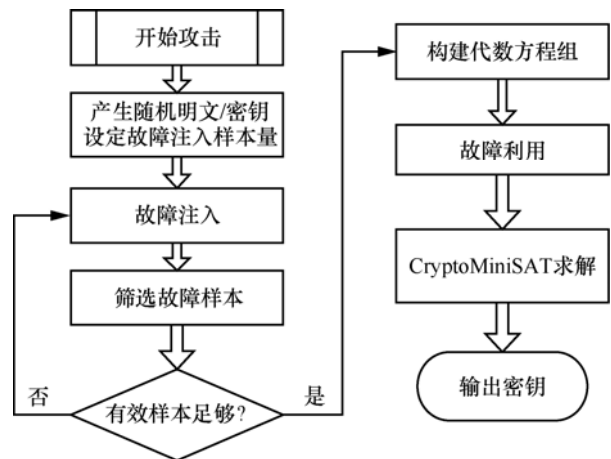 开始攻击
产生随机明文/密钥
设定故障注入样本量
故障注入
筛选故障样本
有效样本足够?
否
是
构建代数方程组
故障利用
CryptoMiniSAT求解
输出密钥